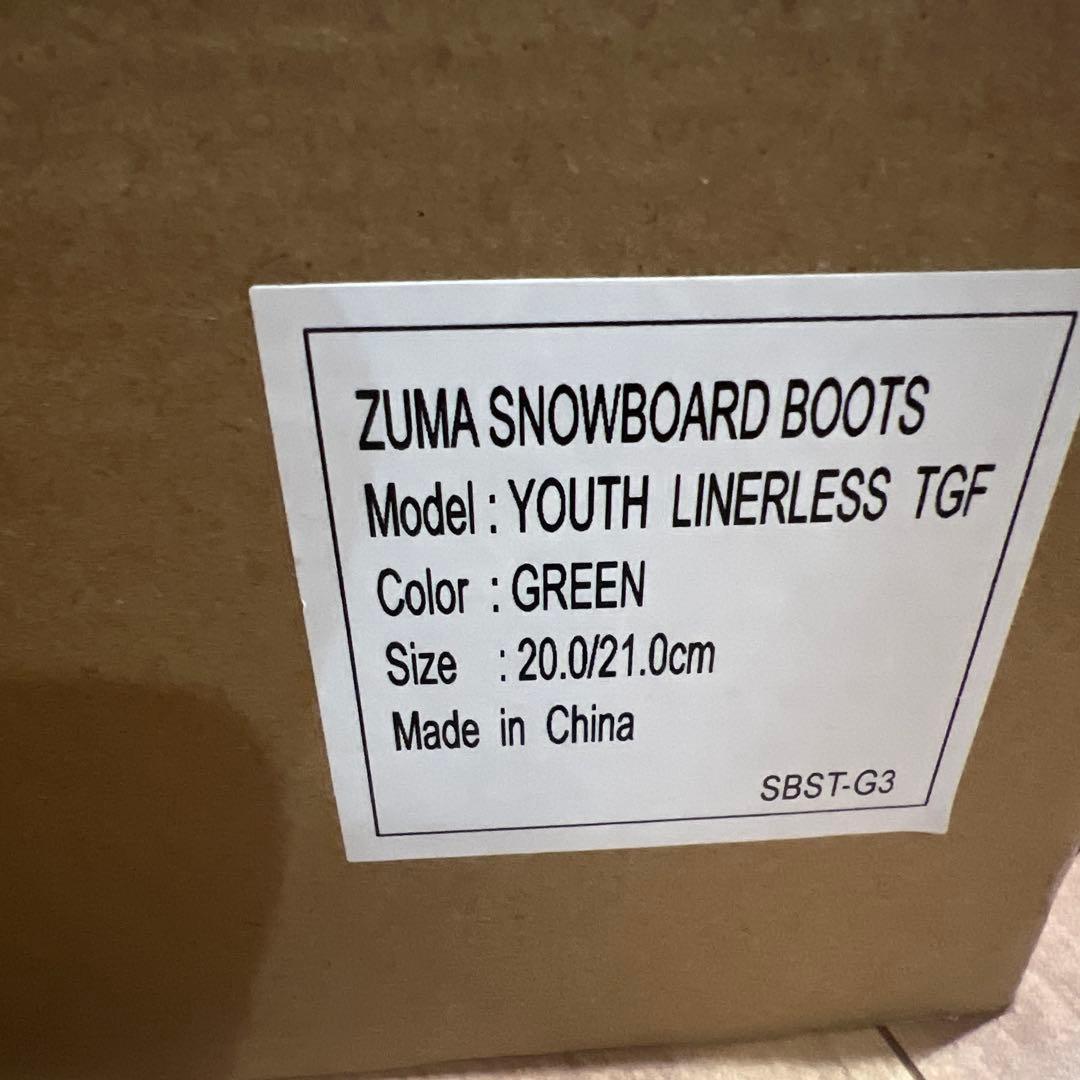 ZUMA SNOWBOARD BOOTS
Model : YOUTH LINERLESS TGF
Color : GREEN
Size : 20.0/21.0cm
Made in China
SBST-G3